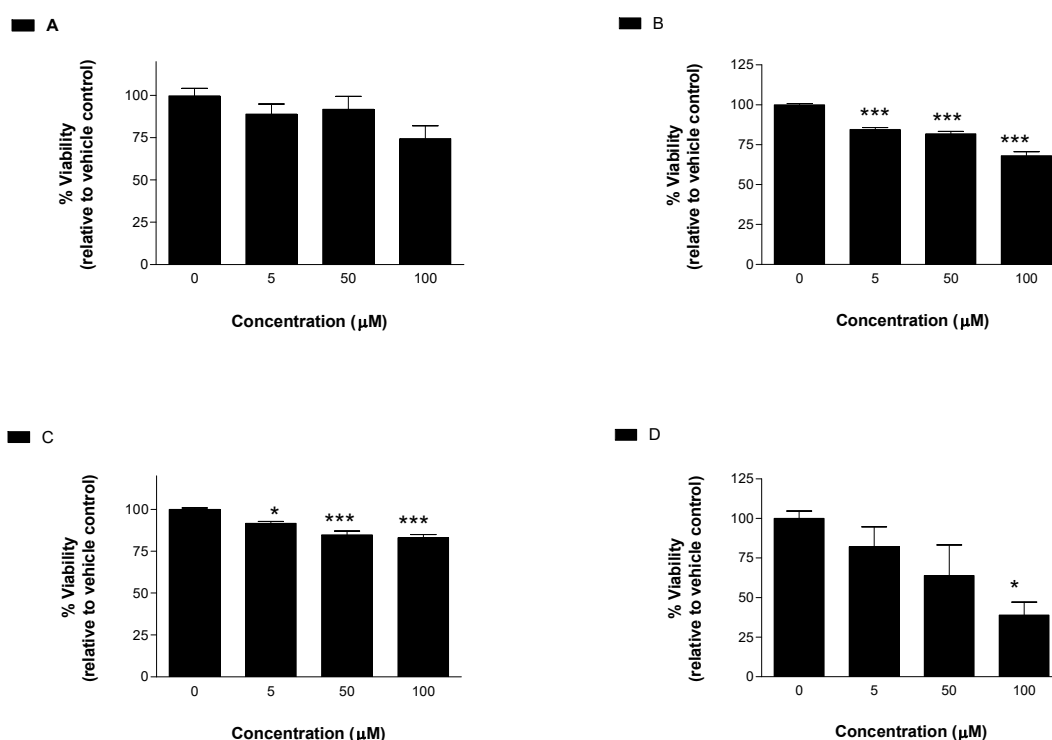 A
% Viability
(relative to vehicle control)
100
75
50
25
0
0 5 50 100
Concentration (μM)
B
% Viability
(relative to vehicle control)
125
100
75
50
25
0
*** *** ***
0 5 50 100
Concentration (μM)
C
% Viability
(relative to vehicle control)
100
75
50
25
0
* *** ***
0 5 50 100
Concentration (μM)
D
% Viability
(relative to vehicle control)
125
100
75
50
25
0
*
0 5 50 100
Concentration (μM)